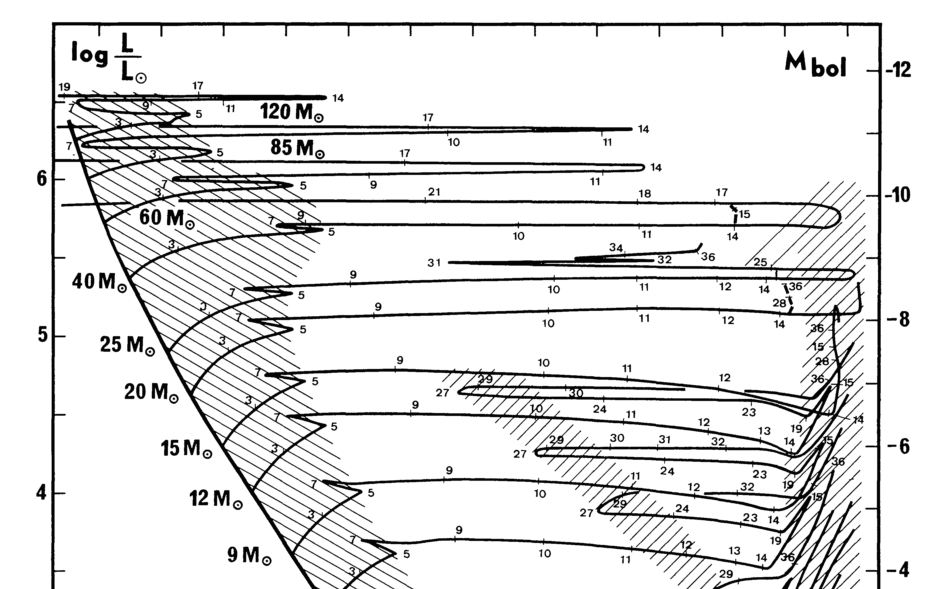 log L/L⊙
M bol
-12
19 17
7 9 11 14
120 M⊙
5
3 17
10 11 14
-11
85 M⊙
7 3 5
17 14
6
7 9 11
3 5
-10
21 18 17
60 M⊙
15
7 9 5
10 11 14
3
34 36
31 32 25
40 M⊙
7 9 10 11 12 14 36
5
28
3 7 9 10 11 12 14
-8
5 5
36
25 M⊙
3
15
28
7 9 10 11 12 36
5 29 15
20 M⊙
27 30 24 23
3
7 9 10 11 12 13 14 19 14
5
15 M⊙
29 30 31 32 15
27 24 23
-6
3
36
12 M⊙
7 9 10 11 12 32 19 15
4
5 29
27 24 23 14
3
19
9 M⊙
7 9 10 11 12 13 14 36
5
3 29
-4